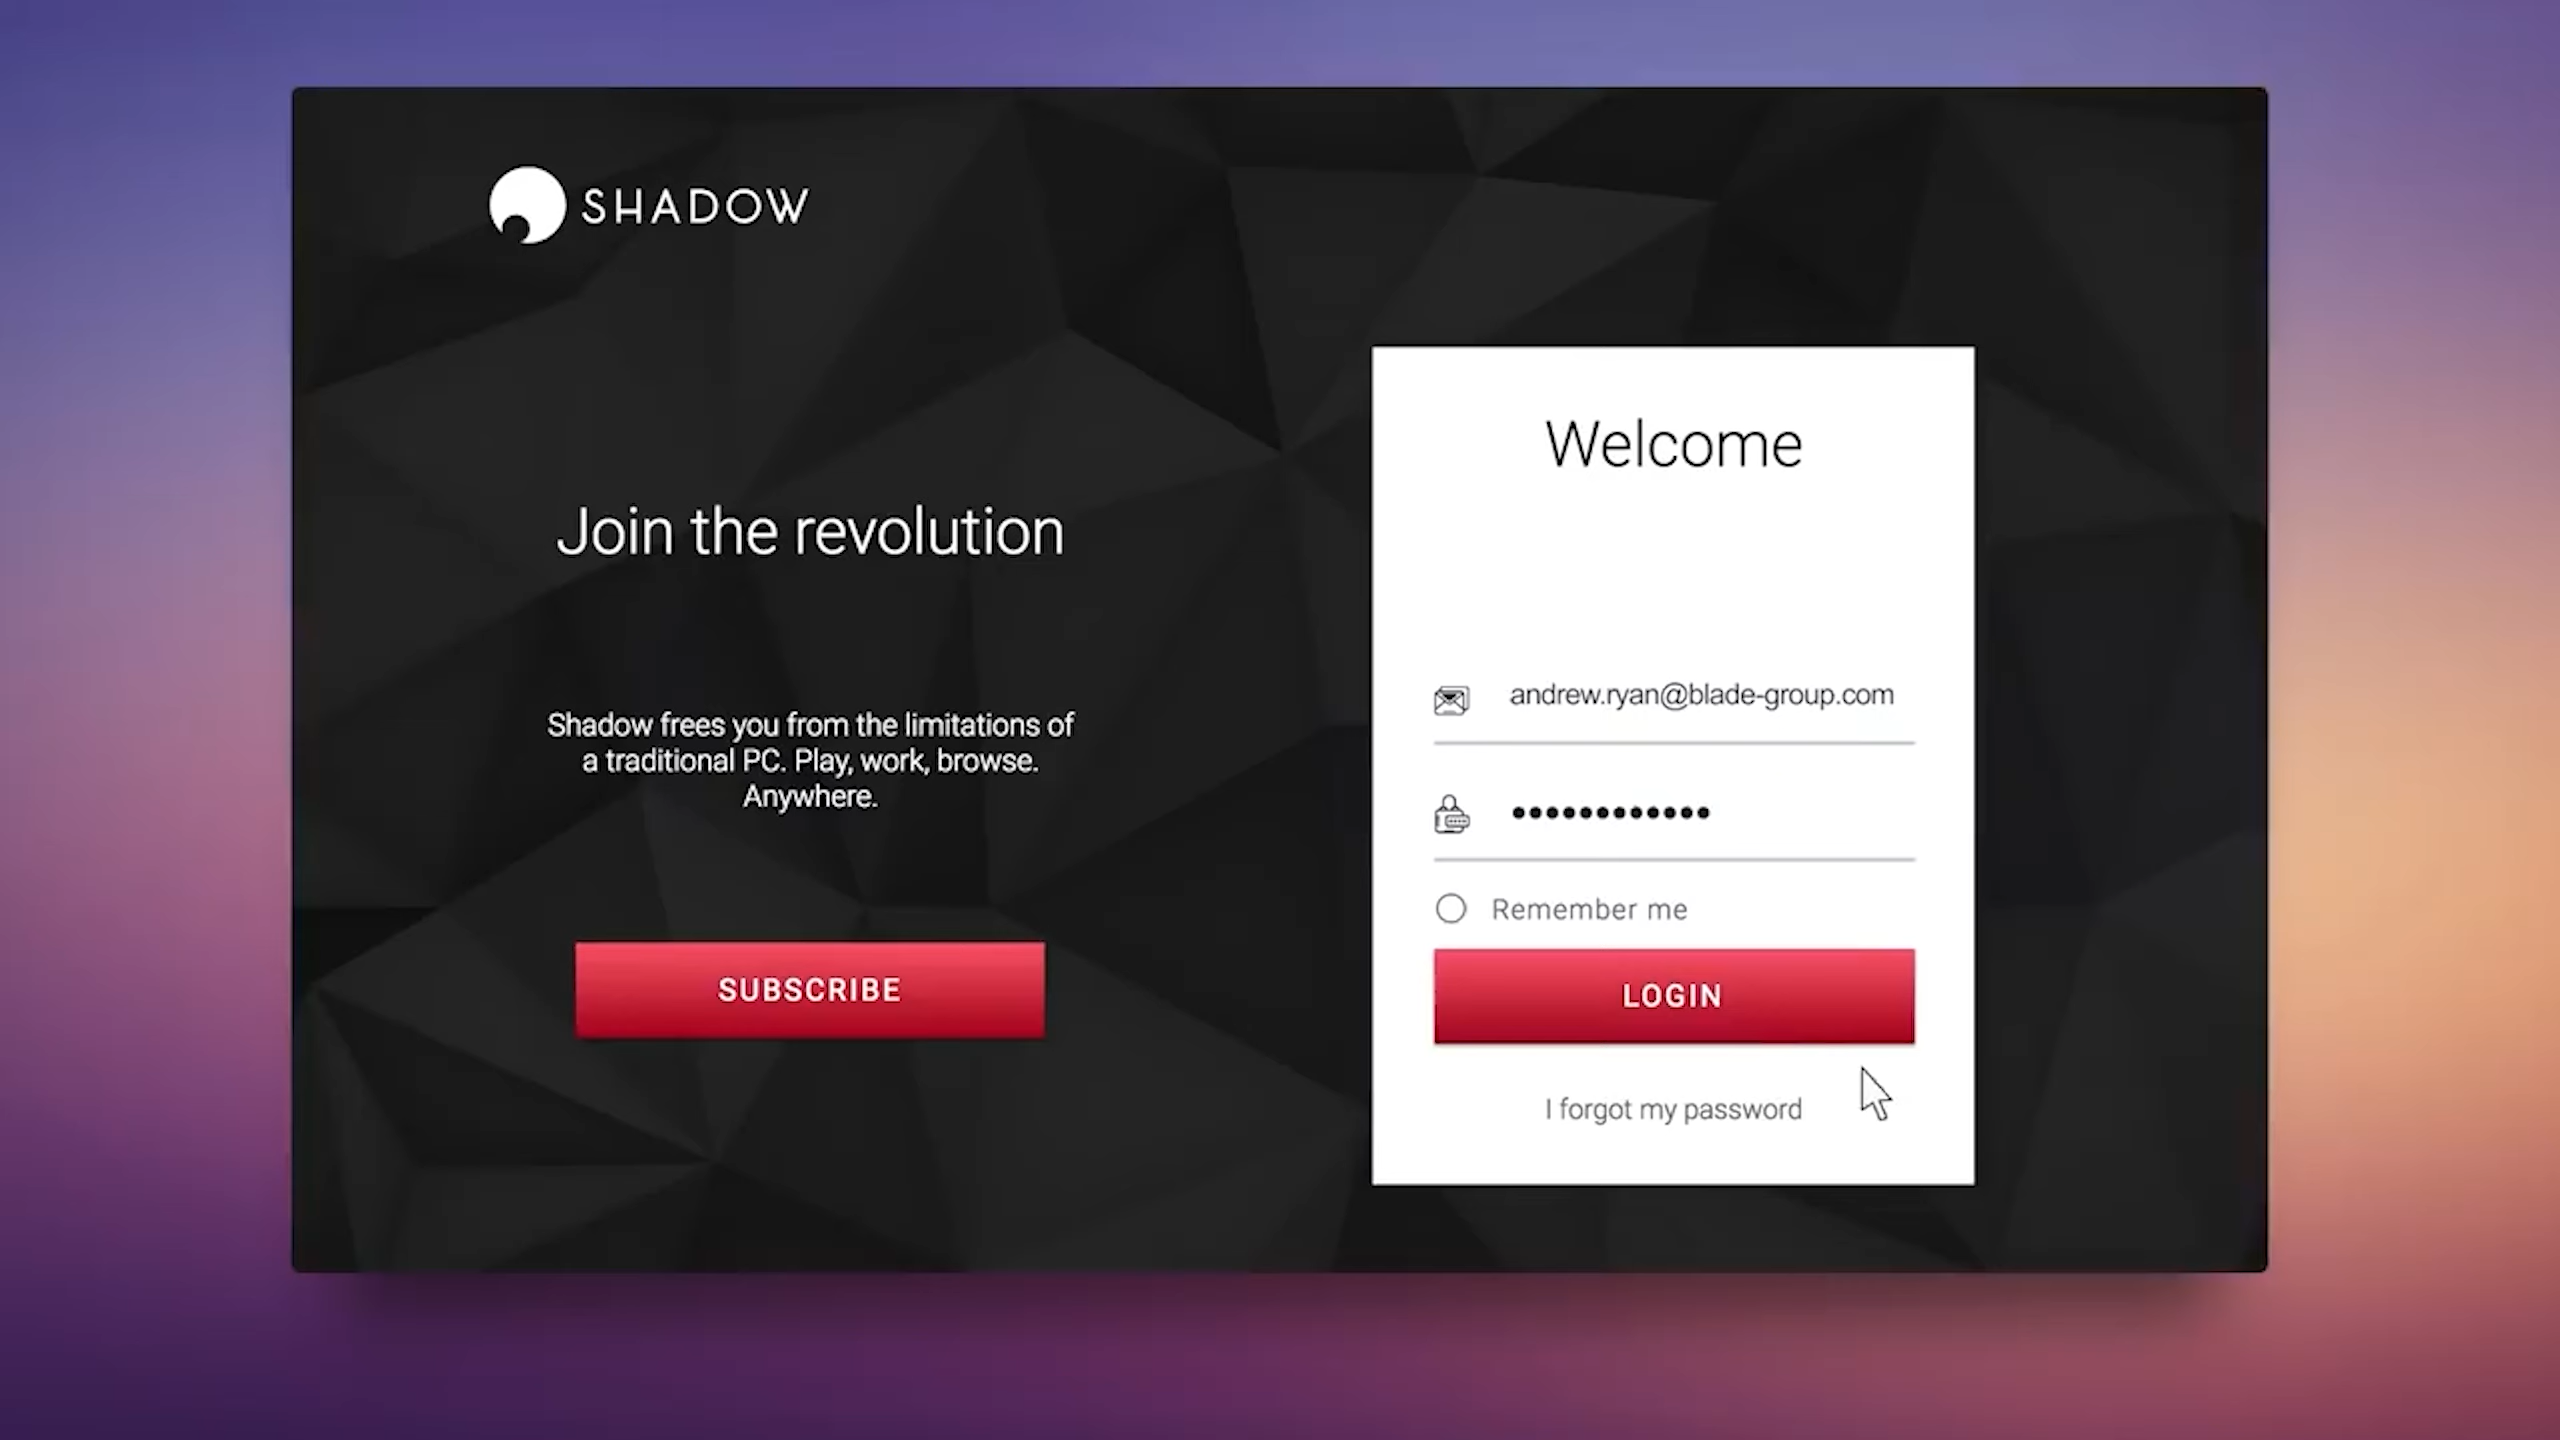 SHADOW
Join the revolution
Shadow frees you from the limitations of
a traditional PC. Play, work, browse.
Anywhere.
SUBSCRIBE
Welcome
andrew.ryan@blade-group.com
••••••••••••
Remember me
LOGIN
I forgot my password